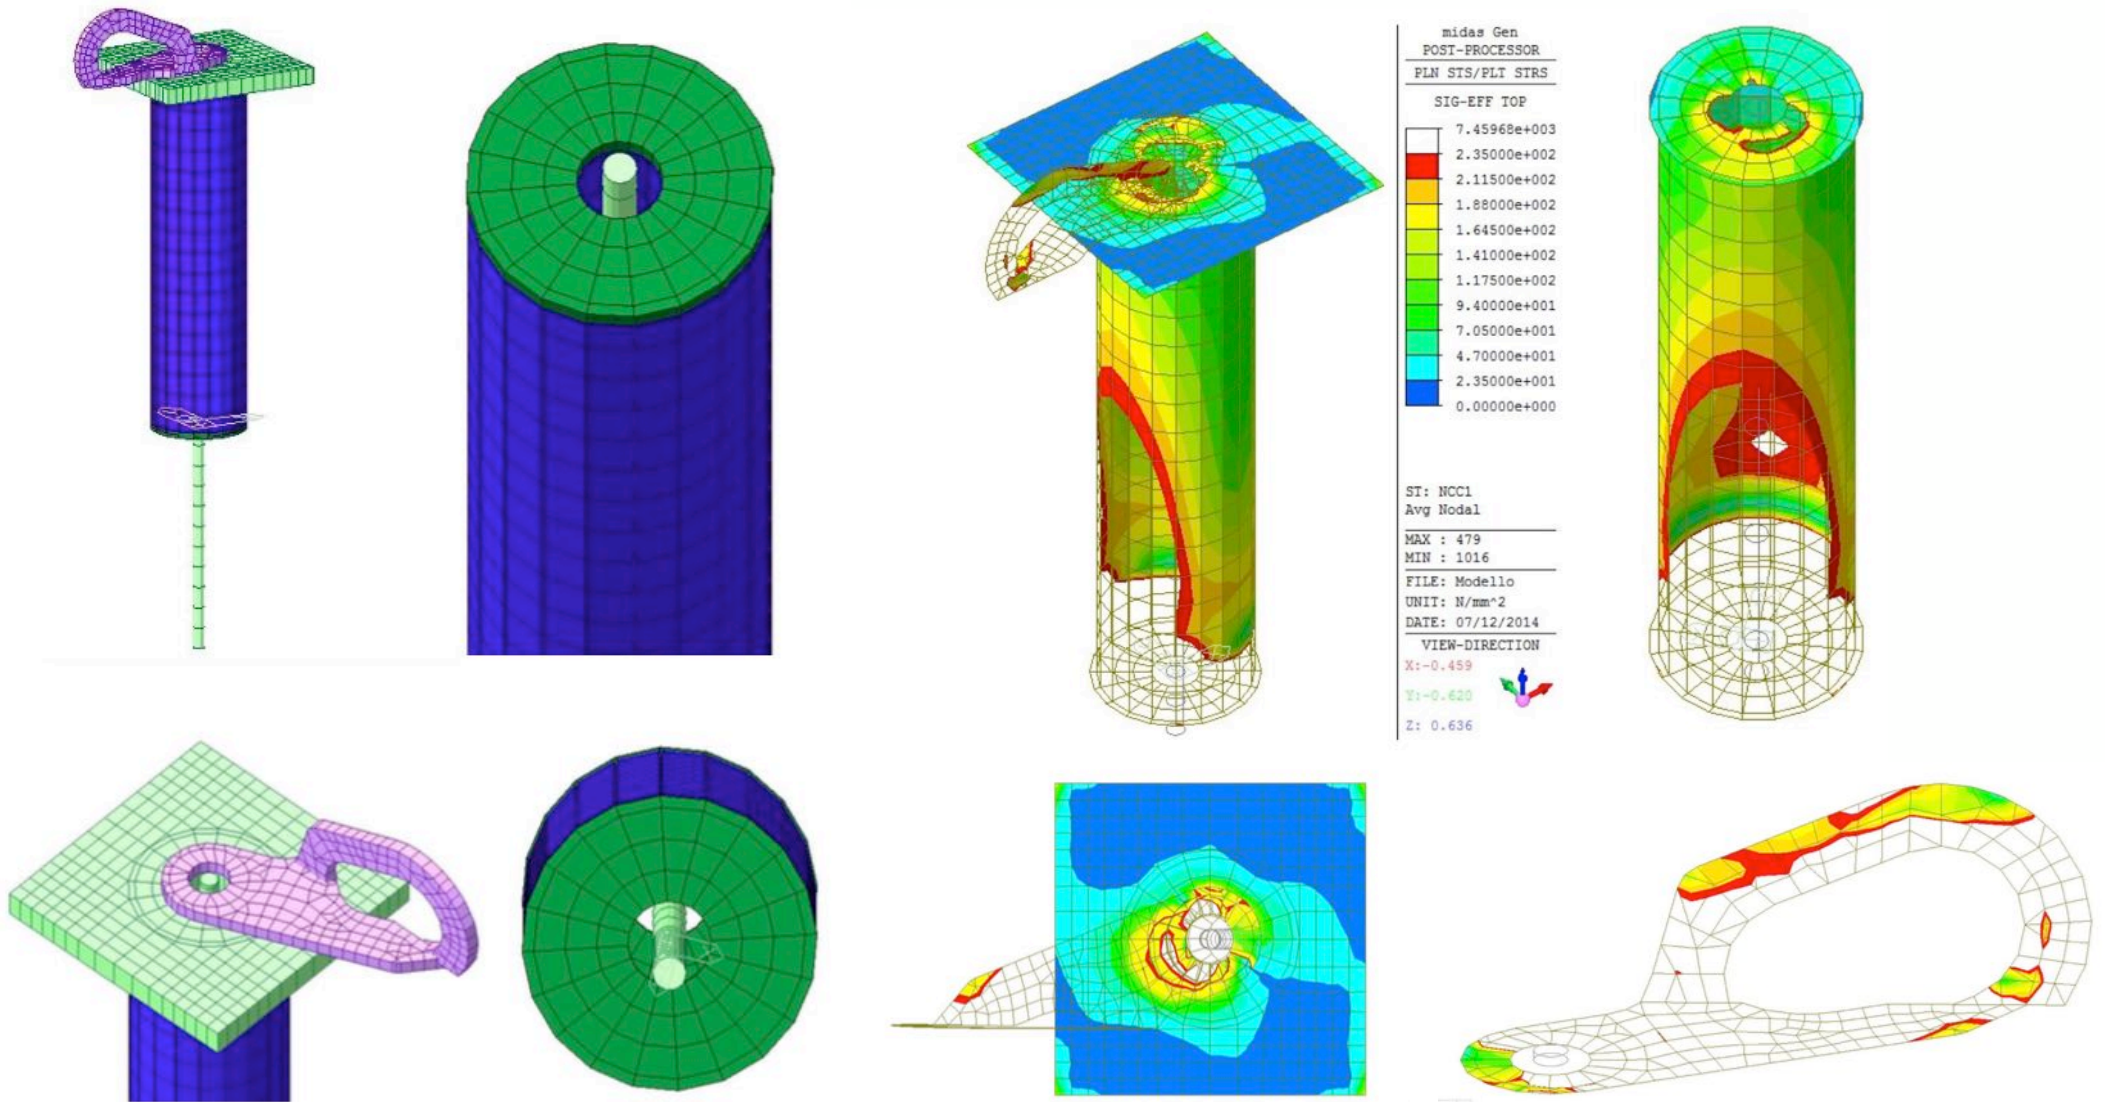 midas Gen
POST-PROCESSOR
PLN STS/PLT STRS
SIG-EFF TOP
7.45968e+003
2.35000e+002
2.11500e+002
1.88000e+002
1.64500e+002
1.41000e+002
1.17500e+002
9.40000e+001
7.05000e+001
4.70000e+001
2.35000e+001
0.00000e+000
ST: NCC1
Avg Nodal
MAX : 479
MIN : 1016
FILE: Modello
UNIT: N/mm^2
DATE: 07/12/2014
VIEW-DIRECTION
X:-0.459
Y:-0.620
Z: 0.636